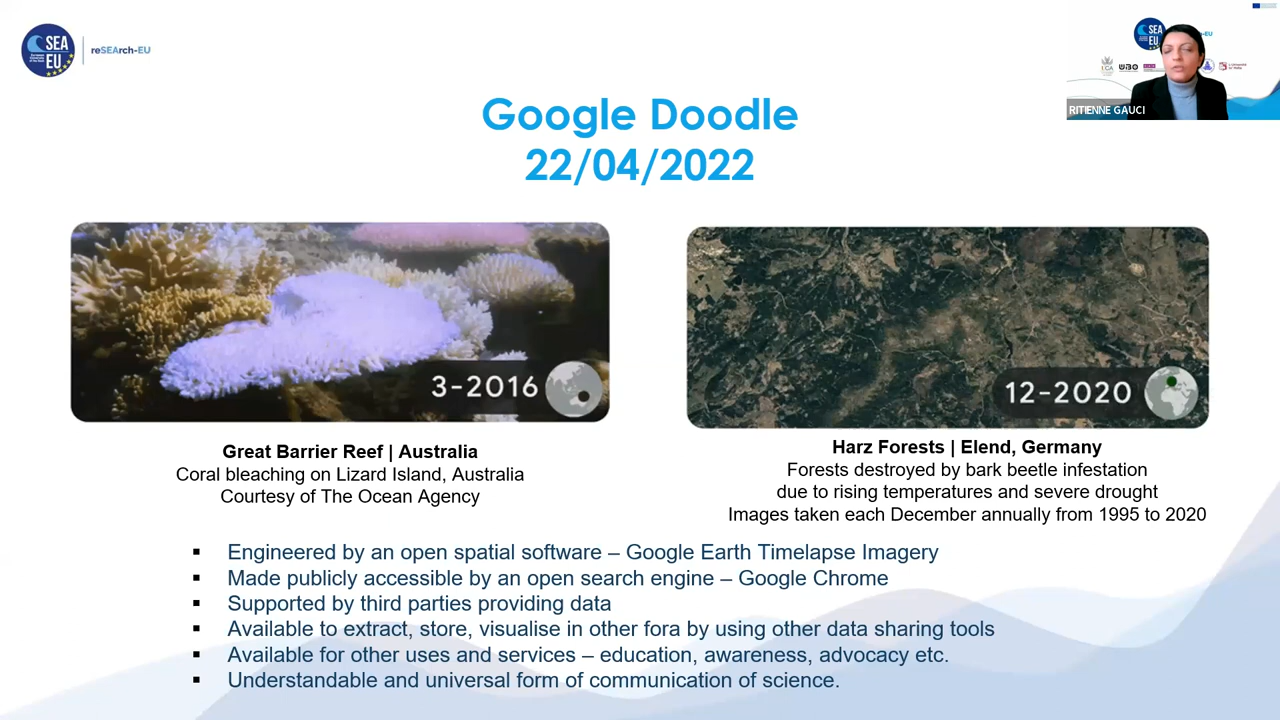 SEA
EU
reSEArch-EU
SEA
UBO
RITIENNE GAUCI
Google Doodle
22/04/2022
3-2016
12-2020
Great Barrier Reef | Australia
Coral bleaching on Lizard Island, Australia
Courtesy of The Ocean Agency
Harz Forests | Elend, Germany
Forests destroyed by bark beetle infestation
due to rising temperatures and severe drought
Images taken each December annually from 1995 to 2020
▪ Engineered by an open spatial software – Google Earth Timelapse Imagery
▪ Made publicly accessible by an open search engine – Google Chrome
▪ Supported by third parties providing data
▪ Available to extract, store, visualise in other fora by using other data sharing tools
▪ Available for other uses and services – education, awareness, advocacy etc.
▪ Understandable and universal form of communication of science.